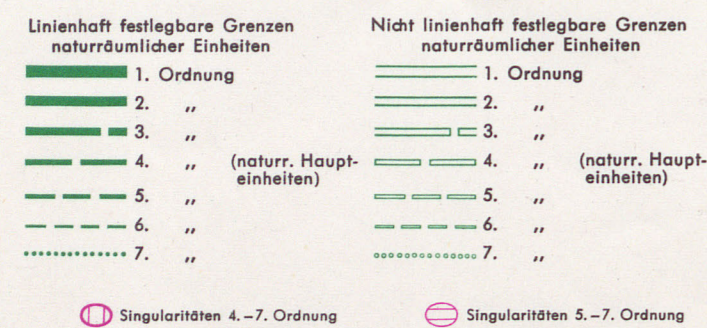 Linienhaft festlegbare Grenzen
naturräumlicher Einheiten
1. Ordnung
2. „
3. „
4. „ (naturr. Haupt-
einheiten)
5. „
6. „
7. „
Nicht linienhaft festlegbare Grenzen
naturräumlicher Einheiten
1. Ordnung
2. „
3. „
4. „ (naturr. Haupt-
einheiten)
5. „
6. „
7. „
Singularitäten 4.–7. Ordnung
Singularitäten 5.–7. Ordnung